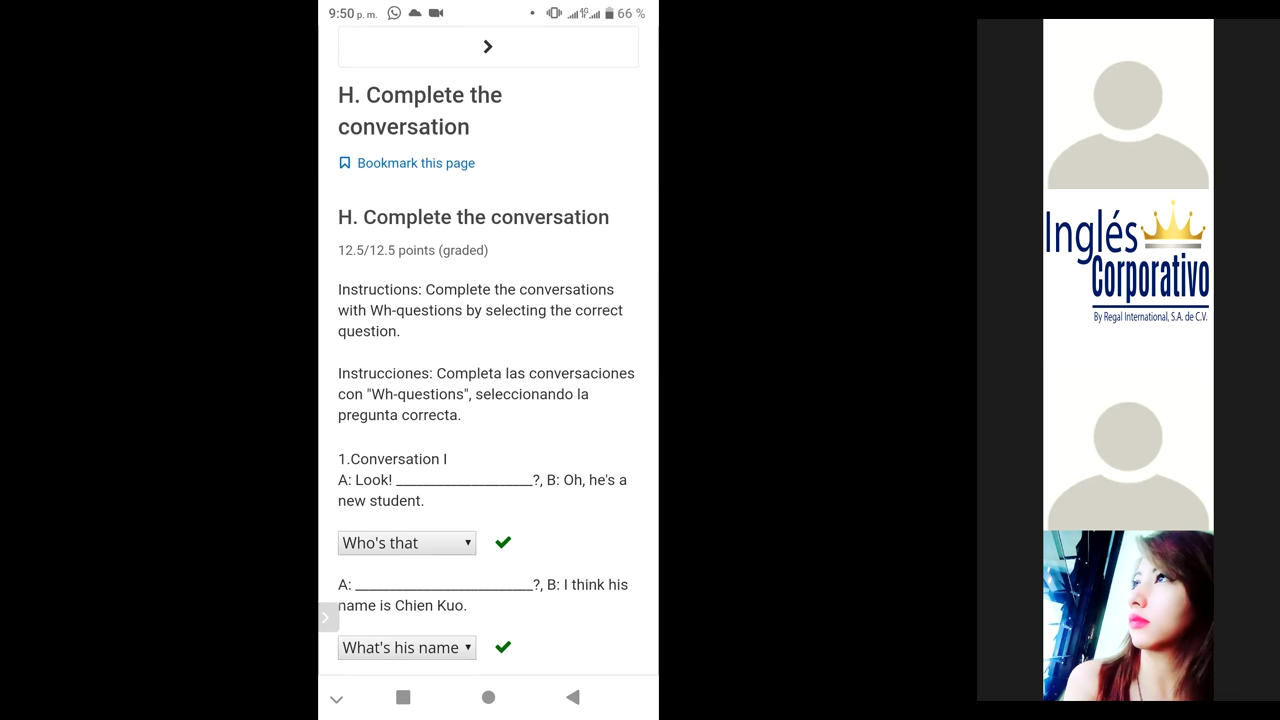 9:50 p. m.
4G
66 %
H. Complete the
conversation
Bookmark this page
H. Complete the conversation
12.5/12.5 points (graded)
Instructions: Complete the conversations
with Wh-questions by selecting the correct
question.
Instrucciones: Completa las conversaciones
con "Wh-questions", seleccionando la
pregunta correcta.
1.Conversation I
A: Look! ____________________?, B: Oh, he's a
new student.
Who's that
A: __________________________?, B: I think his
name is Chien Kuo.
What's his name
Inglés
Corporativo
By Regal International, S.A. de C.V.